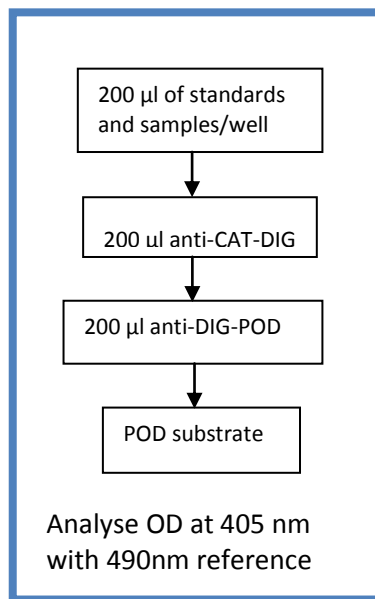 200 µl of standards
and samples/well
200 ul anti-CAT-DIG
200 µl anti-DIG-POD
POD substrate
Analyse OD at 405 nm
with 490nm reference